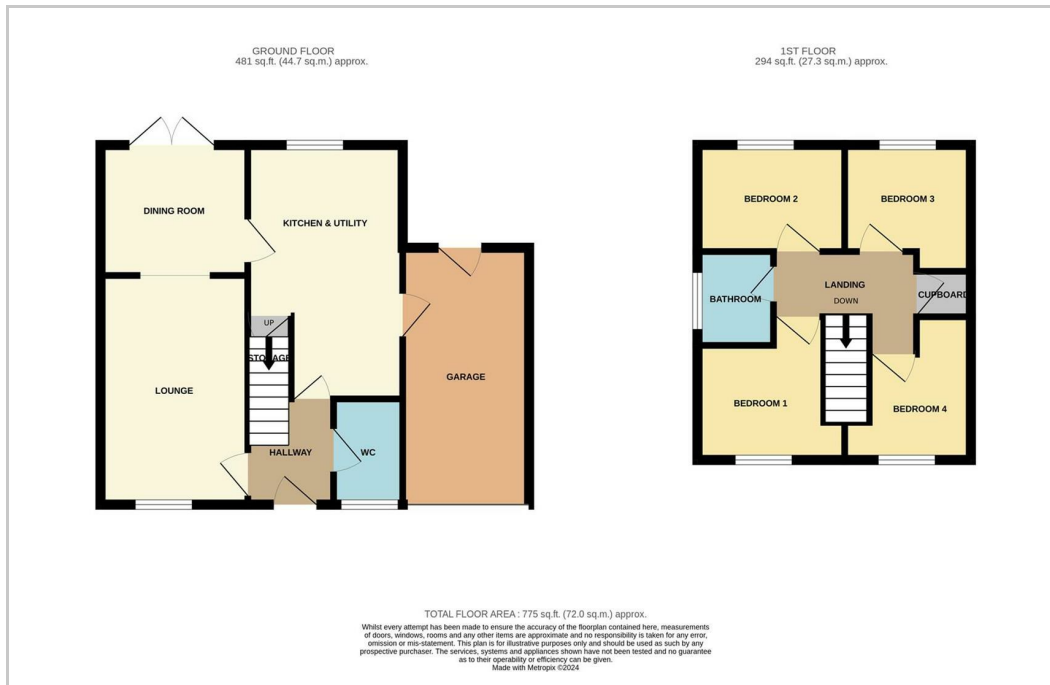 GROUND FLOOR
481 sq.ft. (44.7 sq.m.) approx.
1ST FLOOR
294 sq.ft. (27.3 sq.m.) approx.
DINING ROOM
KITCHEN & UTILITY
UP
STORAGE
LOUNGE
GARAGE
HALLWAY
WC
BEDROOM 2
BEDROOM 3
BATHROOM
LANDING
DOWN
CUPBOARD
BEDROOM 1
BEDROOM 4
TOTAL FLOOR AREA : 775 sq.ft. (72.0 sq.m.) approx.
Whilst every attempt has been made to ensure the accuracy of the floorplan contained here, measurements
of doors, windows, rooms and any other items are approximate and no responsibility is taken for any error,
omission or mis-statement. This plan is for illustrative purposes only and should be used as such by any
prospective purchaser. The services, systems and appliances shown have not been tested and no guarantee
as to their operability or efficiency can be given.
Made with Metropix ©2024